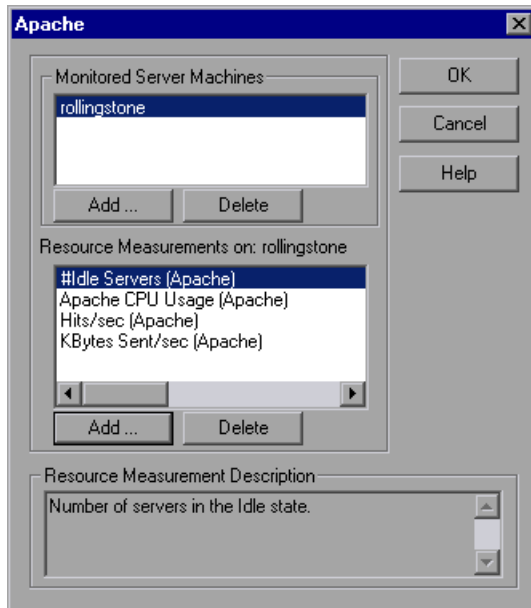 Apache
Monitored Server Machines
rollingstone
Add ...
Delete
OK
Cancel
Help
Resource Measurements on: rollingstone
#Idle Servers (Apache)
Apache CPU Usage (Apache)
Hits/sec (Apache)
KBytes Sent/sec (Apache)
Add ...
Delete
Resource Measurement Description
Number of servers in the Idle state.